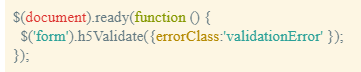 $(document).ready(function () {
$('form').h5Validate({errorClass:'validationError' });
});